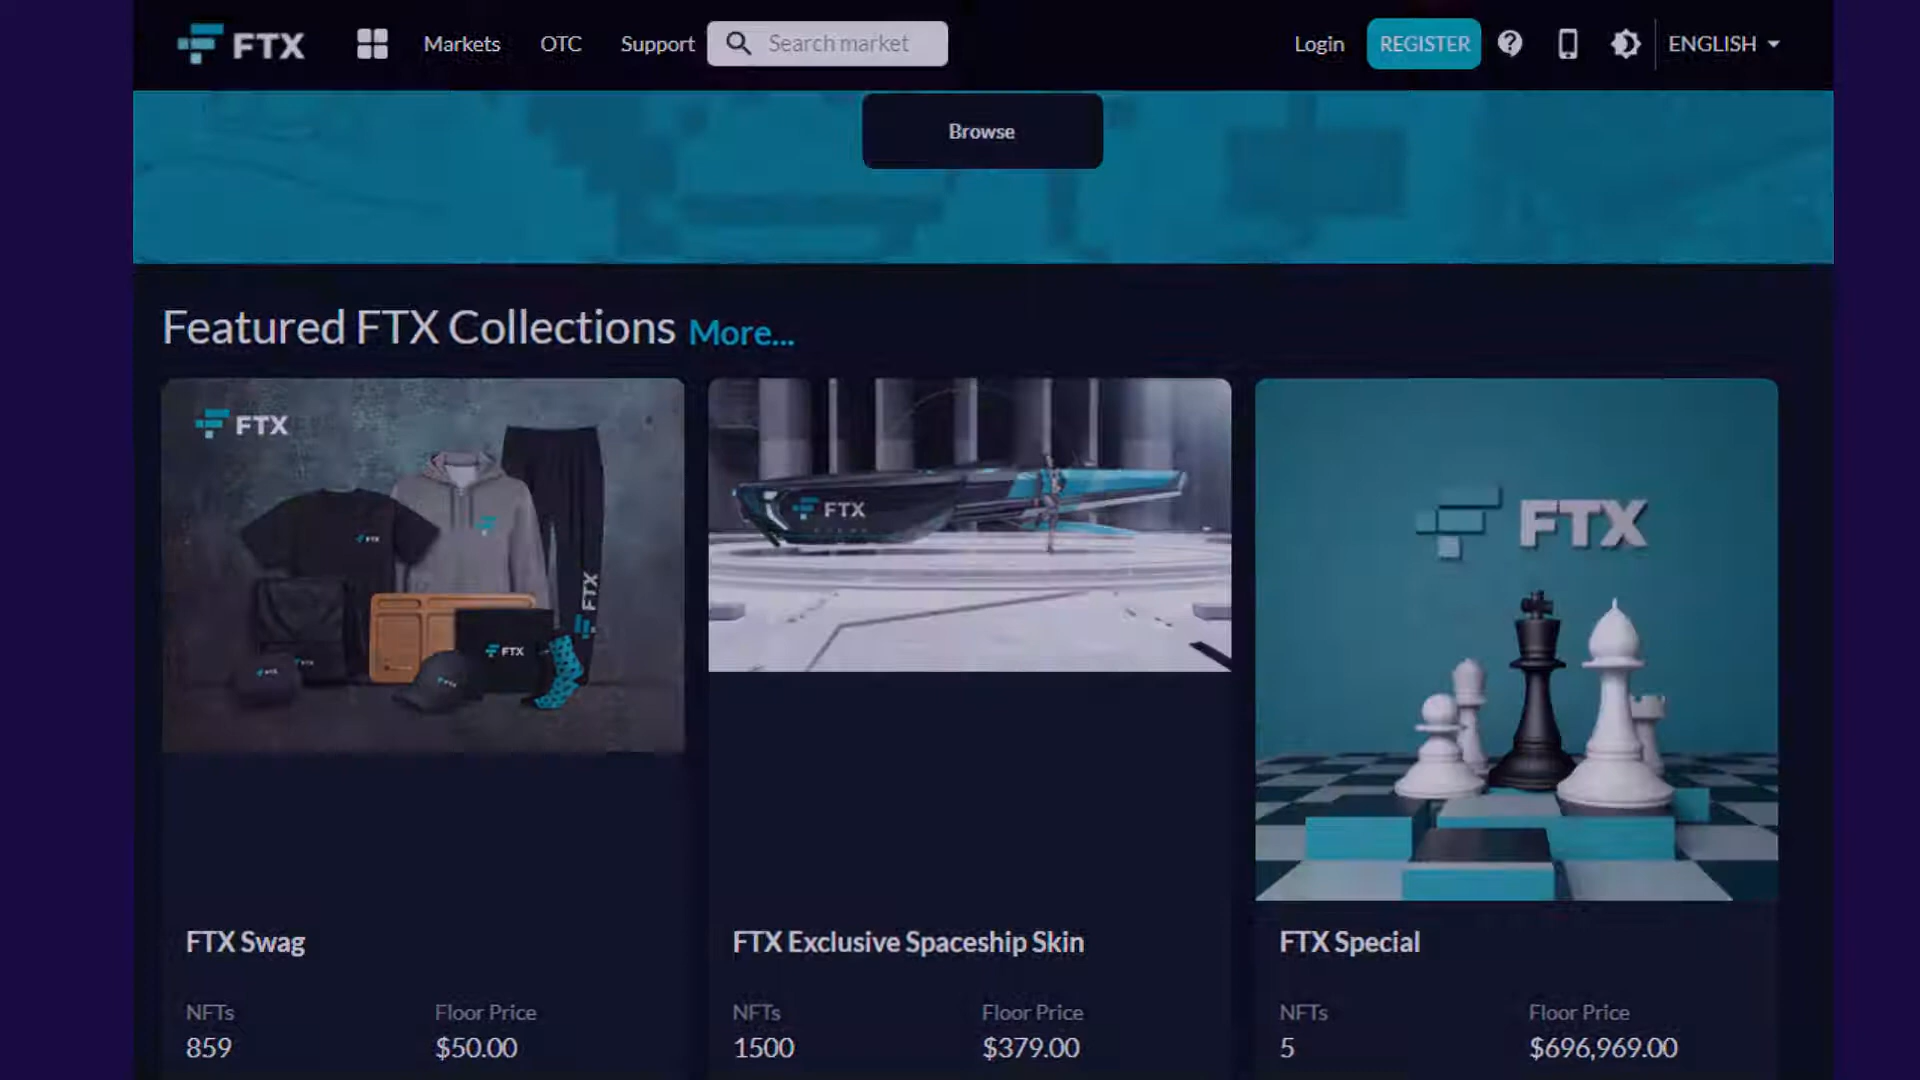 FTX
Markets
OTC
Support
Search market
Login
REGISTER
ENGLISH
Browse
Featured FTX Collections More...
FTX
FTX
FTX
FTX
FTX
FTX
FTX Swag
FTX Exclusive Spaceship Skin
FTX Special
NFTs
Floor Price
NFTs
Floor Price
NFTs
Floor Price
859
$50.00
1500
$379.00
5
$696,969.00